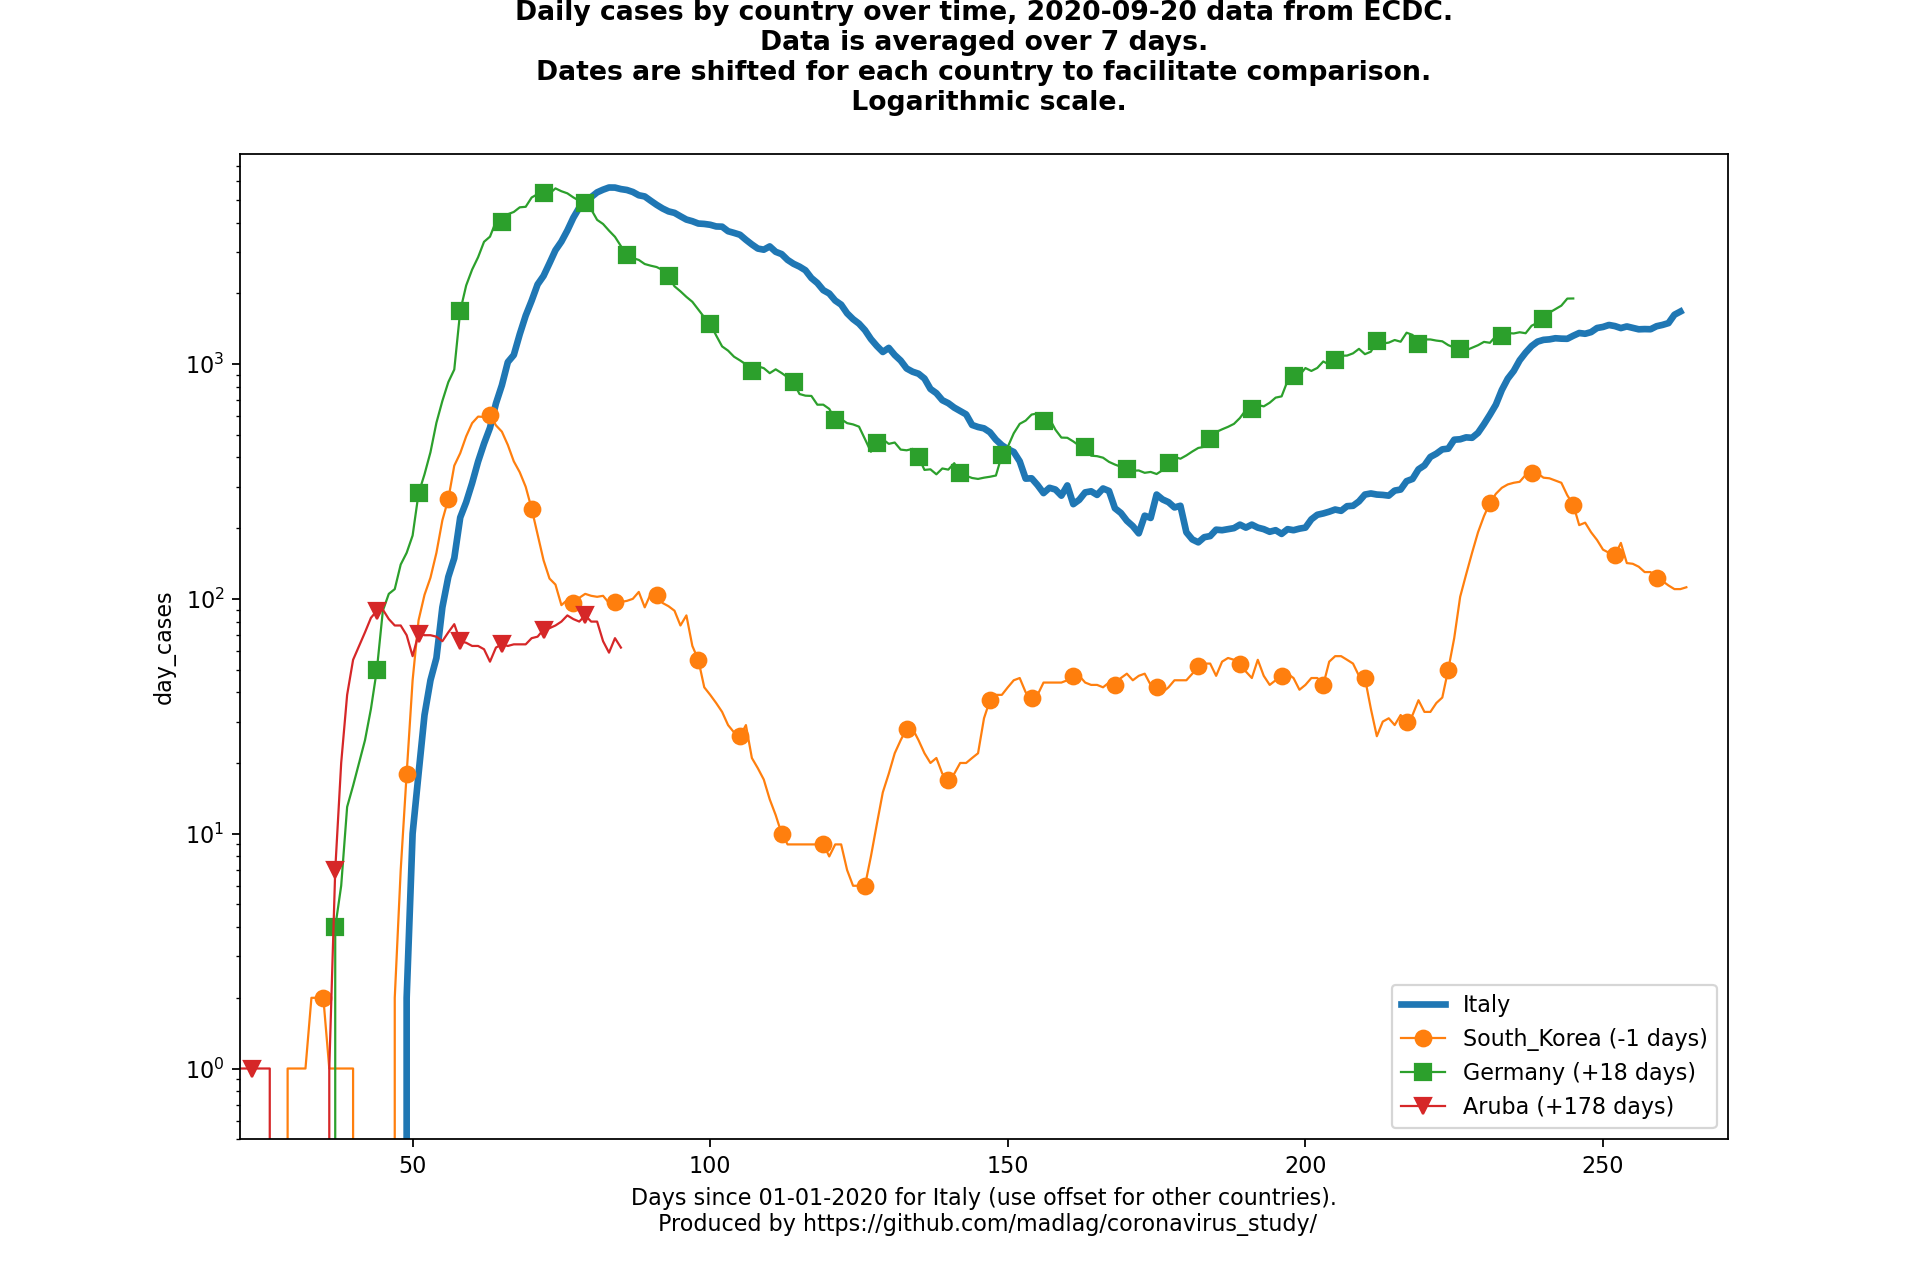 Daily cases by country over time, 2020-09-20 data from ECDC.
Data is averaged over 7 days.
Dates are shifted for each country to facilitate comparison.
Logarithmic scale.
day_cases
10³
10²
10¹
10⁰
50 100 150 200 250
Italy
South_Korea (-1 days)
Germany (+18 days)
Aruba (+178 days)
Days since 01-01-2020 for Italy (use offset for other countries).
Produced by https://github.com/madlag/coronavirus_study/